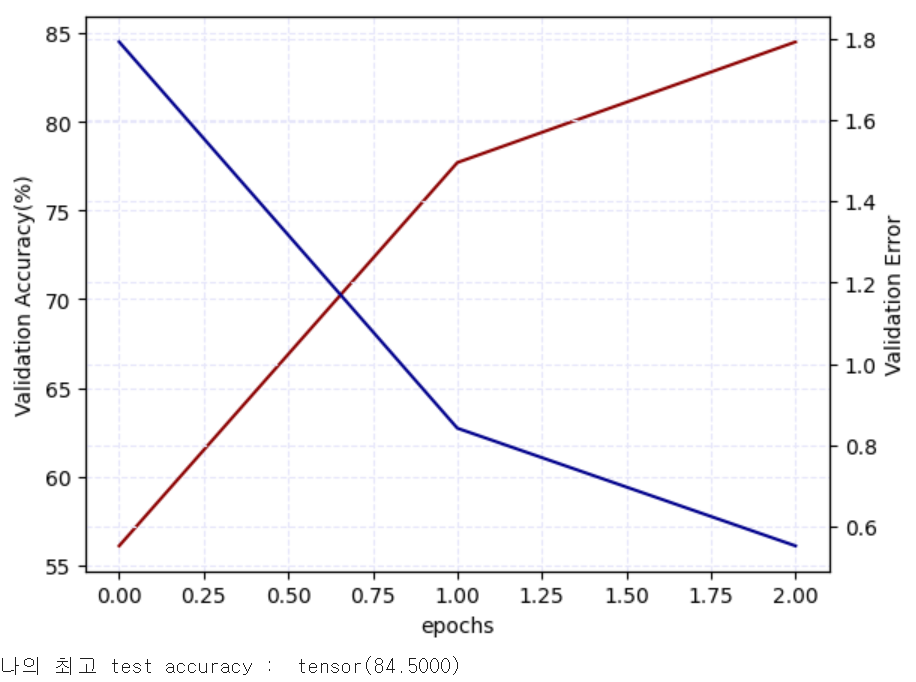 85
80
75
70
65
60
55
Validation Accuracy(%)
1.8
1.6
1.4
1.2
1.0
0.8
0.6
Validation Error
0.00 0.25 0.50 0.75 1.00 1.25 1.50 1.75 2.00
epochs
나의 최고 test accuracy :  tensor(84.5000)